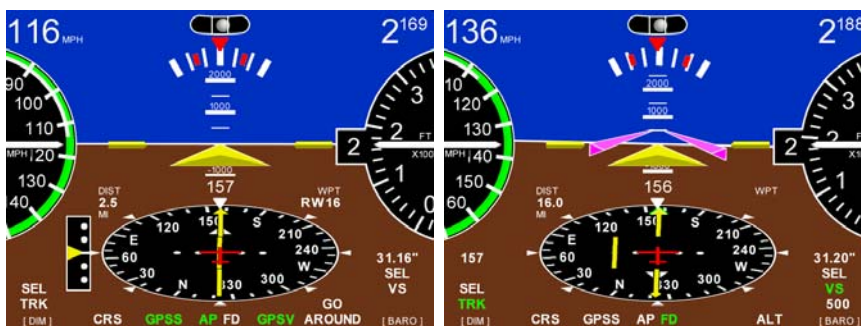 116 MPH
2169
2000
1000
90
100
110
MPH
120
130
140
3
2
2
FT
X100
1
0
-1000
157
DIST
2.5
MI
WPT
RW16
150
S
120
210
E
240
60
W
30
300
N
330
31.16"
SEL
VS
SEL
TRK
GO
AROUND
[ DIM ]
CRS
GPSS
AP
FD
GPSV
[ BARO ]
136 MPH
2188
2000
1000
110
120
130
MPH
140
150
60
3
2
2
FT
X100
1
156
DIST
16.0
MI
WPT
150
S
120
210
E
240
60
W
30
300
N
330
157
31.20"
SEL
VS
500
SEL
TRK
[ DIM ]
CRS
GPSS
AP
FD
ALT
[ BARO ]